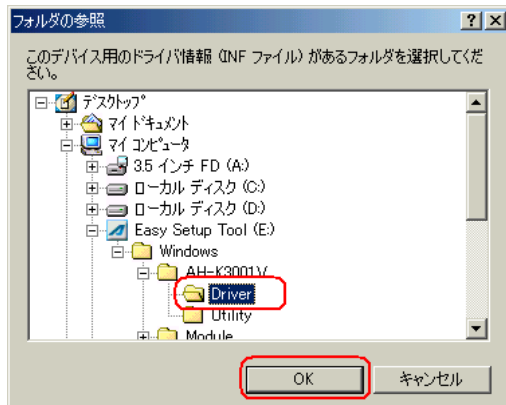 フォルダの参照
このデバイス用のドライバ情報 (INF ファイル) があるフォルダを選択してくだ
さい。
デスクトップ
マイ ドキュメント
マイ コンピュータ
3.5 インチ FD (A:)
ローカル ディスク (C:)
ローカル ディスク (D:)
Easy Setup Tool (E:)
Windows
AH-K3001V
Driver
Utility
Module
OK
キャンセル